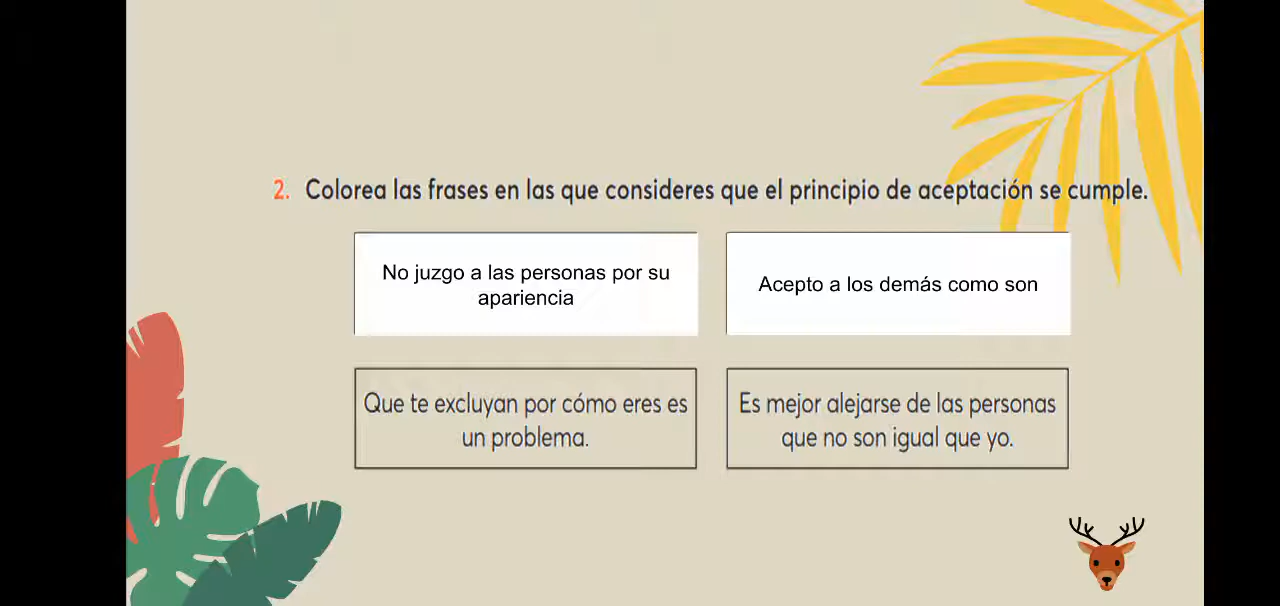 2. Colorea las frases en las que consideres que el principio de aceptación se cumple.
No juzgo a las personas por su
apariencia
Acepto a los demás como son
Que te excluyan por cómo eres es
un problema.
Es mejor alejarse de las personas
que no son igual que yo.